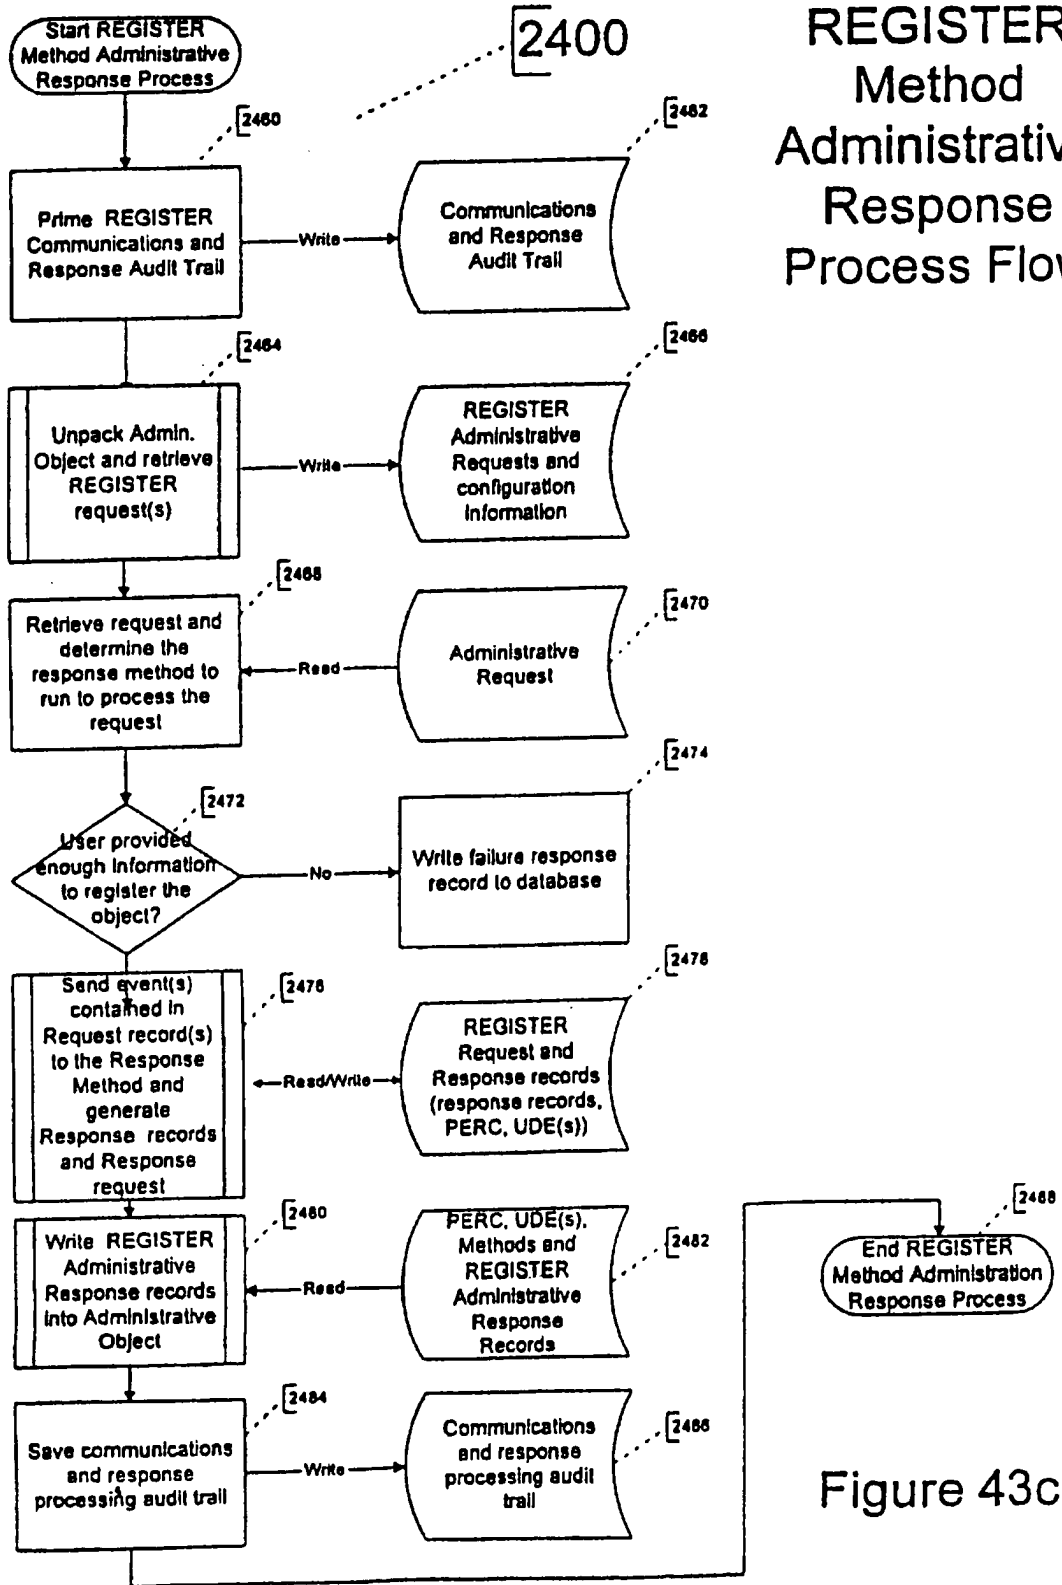 Start REGISTER
Method Administrative
Response Process
2400
REGISTER
Method
Administrativ
Response
Process Flow
2460
Prime REGISTER
Communications and
Response Audit Trail
Write
2462
Communications
and Response
Audit Trail
2464
Unpack Admin.
Object and retrieve
REGISTER
request(s)
Write
2466
REGISTER
Administrative
Requests and
configuration
Information
2468
Retrieve request and
determine the
response method to
run to process the
request
Read
2470
Administrative
Request
2472
User provided
enough Information
to register the
object?
No
2474
Write failure response
record to database
2476
Send event(s)
contained in
Request record(s)
to the Response
Method and
generate
Response records
and Response
request
Read/Write
2478
REGISTER
Request and
Response records
(response records,
PERC, UDE(s))
2480
Write REGISTER
Administrative
Response records
into Administrative
Object
Read
2482
PERC, UDE(s),
Methods and
REGISTER
Administrative
Response
Records
2484
Save communications
and response
processing audit trail
Write
2486
Communications
and response
processing audit
trail
2488
End REGISTER
Method Administration
Response Process
Figure 43c